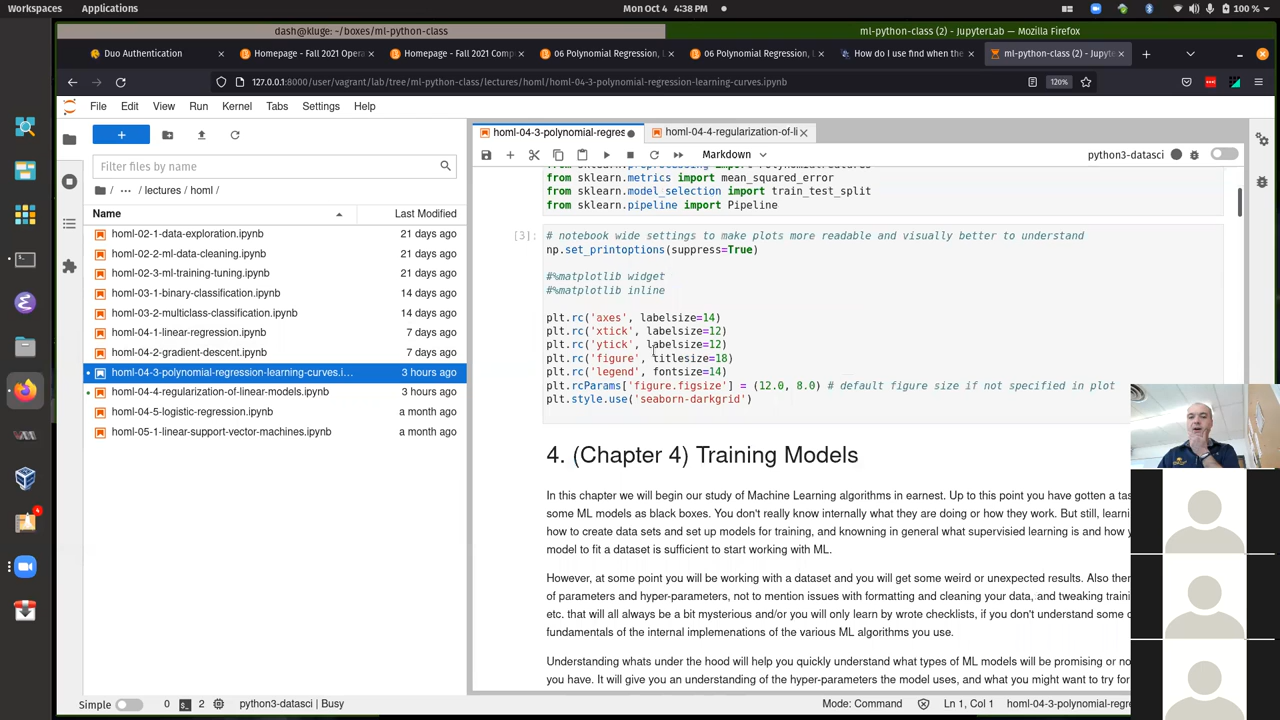 Workspaces
Applications
Mon Oct 4 4:38 PM
100 %
dash@kluge: ~/boxes/ml-python-class
ml-python-class (2) - JupyterLab — Mozilla Firefox
Duo Authentication
Homepage - Fall 2021 Oper
Homepage - Fall 2021 Comp
06 Polynomial Regression, L
06 Polynomial Regression, L
How do I use find when the
ml-python-class (2) - Jupyte
127.0.0.1:8000/user/vagrant/lab/tree/ml-python-class/lectures/homl/homl-04-3-polynomial-regression-learning-curves.ipynb
120%
File Edit View Run Kernel Tabs Settings Help
homl-04-3-polynomial-regres
homl-04-4-regularization-of-li
Markdown
python3-datasci
Filter files by name
/ ··· / lectures / homl /
Name
Last Modified
homl-02-1-data-exploration.ipynb 21 days ago
homl-02-2-ml-data-cleaning.ipynb 21 days ago
homl-02-3-ml-training-tuning.ipynb 21 days ago
homl-03-1-binary-classification.ipynb 14 days ago
homl-03-2-multiclass-classification.ipynb 14 days ago
homl-04-1-linear-regression.ipynb 7 days ago
homl-04-2-gradient-descent.ipynb 7 days ago
homl-04-3-polynomial-regression-learning-curves.i... 3 hours ago
homl-04-4-regularization-of-linear-models.ipynb 3 hours ago
homl-04-5-logistic-regression.ipynb a month ago
homl-05-1-linear-support-vector-machines.ipynb a month ago
from sklearn.metrics import mean_squared_error
from sklearn.model_selection import train_test_split
from sklearn.pipeline import Pipeline
[3]:
# notebook wide settings to make plots more readable and visually better to understand
np.set_printoptions(suppress=True)
#%matplotlib widget
#%matplotlib inline
plt.rc('axes', labelsize=14)
plt.rc('xtick', labelsize=12)
plt.rc('ytick', labelsize=12)
plt.rc('figure', titlesize=18)
plt.rc('legend', fontsize=14)
plt.rcParams['figure.figsize'] = (12.0, 8.0) # default figure size if not specified in plot
plt.style.use('seaborn-darkgrid')
4. (Chapter 4) Training Models
In this chapter we will begin our study of Machine Learning algorithms in earnest. Up to this point you have gotten a tas
some ML models as black boxes. You don't really know internally what they are doing or how they work. But still, learni
how to create data sets and set up models for training, and knowning in general what supervisied learning is and how y
model to fit a dataset is sufficient to start working with ML.
However, at some point you will be working with a dataset and you will get some weird or unexpected results. Also ther
of parameters and hyper-parameters, not to mention issues with formatting and cleaning your data, and tweaking traini
etc. that will all always be a bit mysterious and/or you will only learn by wrote checklists, if you don't understand some o
fundamentals of the internal implemenations of the various ML algorithms you use.
Understanding whats under the hood will help you quickly understand what types of ML models will be promising or no
you have. It will give you an understanding of the hyper-parameters the model uses, and what you might want to try for
Simple
0
2
python3-datasci | Busy
Mode: Command
Ln 1, Col 1
homl-04-3-polynomial-regre